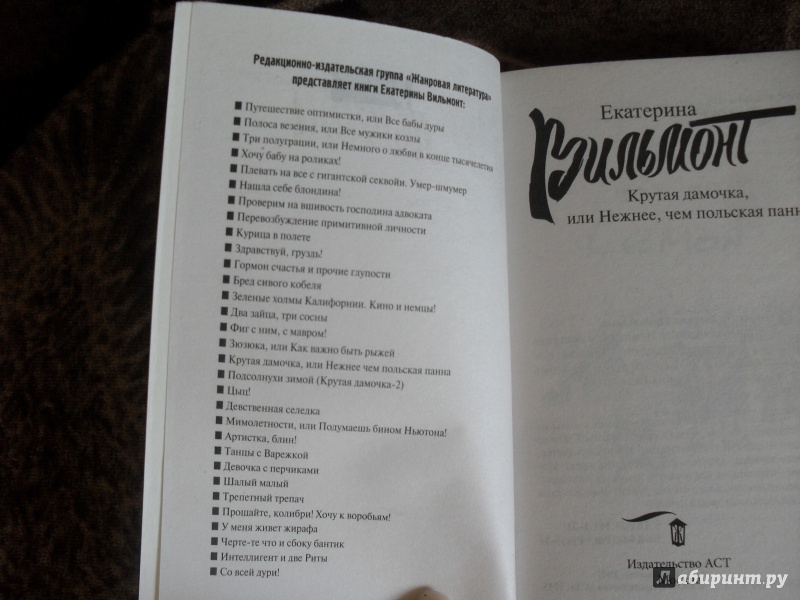 Редакционно-издательская группа «Жанровая литература»
представляет книги Екатерины Вильмонт:
Путешествие оптимистки, или Все бабы дуры
Полоса везения, или Все мужики козлы
Три полуграции, или Немного о любви в конце тысячелетия
Хочу бабу на роликах!
Плевать на все с гигантской секвойи. Умер-шмумер
Нашла себе блондина!
Проверим на вшивость господина адвоката
Перевозбуждение примитивной личности
Курица в полете
Здравствуй, груздь!
Гормон счастья и прочие глупости
Бред сивого кобеля
Зеленые холмы Калифорнии. Кино и немцы!
Два зайца, три сосны
Фиг с ним, с мавром!
Зюзюка, или Как важно быть рыжей
Крутая дамочка, или Нежнее чем польская панна
Подсолнухи зимой (Крутая дамочка-2)
Цып!
Девственная селедка
Мимолетности, или Подумаешь бином Ньютона!
Артистка, блин!
Танцы с Варежкой
Девочка с перчиками
Шалый малый
Трепетный трепач
Прощайте, колибри! Хочу к воробьям!
У меня живет жирафа
Черте-те что и сбоку бантик
Интеллигент и две Риты
Со всей дури!
Екатерина
Вильмонт
Крутая дамочка,
или Нежнее, чем польская панна
Издательство АСТ
Лабиринт.ру